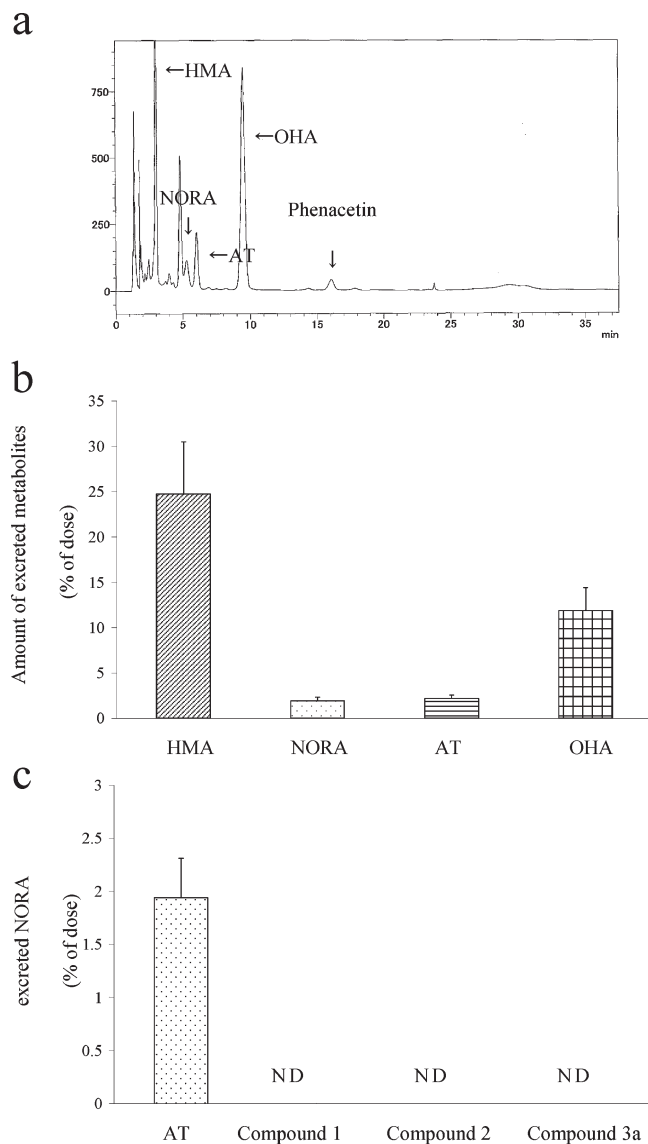 a
←HMA
750
←OHA
500
NORA
↓
Phenacetin
↓
250
←AT
0
0 5 10 15 20 25 30 35
min
b
Amount of excreted metabolites
(% of dose)
35
30
25
20
15
10
5
0
HMA NORA AT OHA
c
excreted NORA
(% of dose)
3
2.5
2
1.5
1
0.5
0
ND ND ND
AT Compound 1 Compound 2 Compound 3a